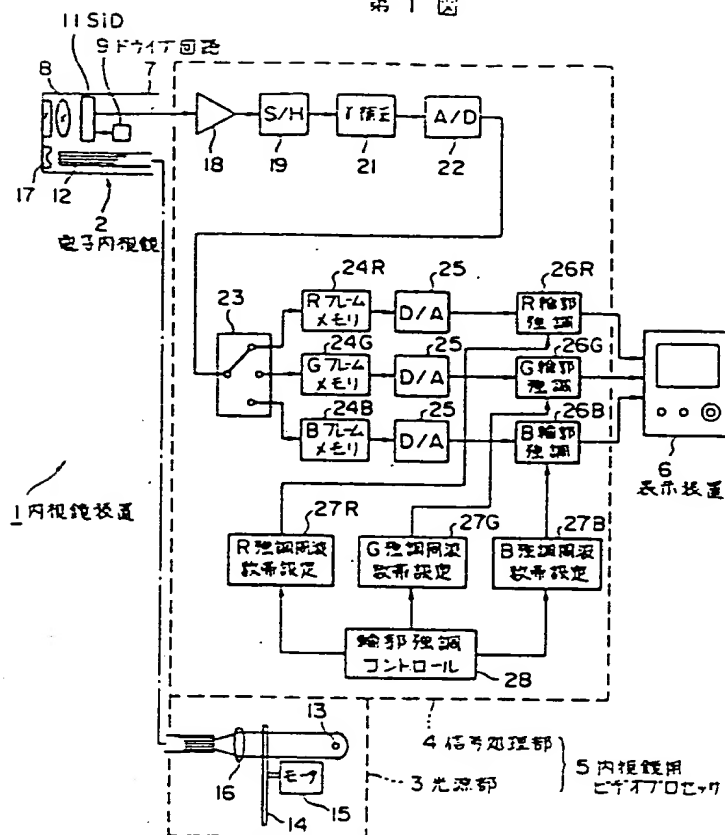 第1図
11 SiD
9 ドライブ回路
8
7
S/H
γ補正
A/D
18
19
21
22
17
12
2
電子内視鏡
24R
25
26R
23
Rフレーム
メモリ
D/A
R輪郭
強調
24G
25
26G
Gフレーム
メモリ
D/A
G輪郭
強調
24B
25
26B
Bフレーム
メモリ
D/A
B輪郭
強調
6
表示装置
1 内視鏡装置
27R
27G
27B
R強調周波
数帯設定
G強調周波
数帯設定
B強調周波
数帯設定
輪郭強調
コントロール
28
13
モータ
16
15
14
4 信号処理部
3 光源部
5 内視鏡用
ビデオプロセッサ